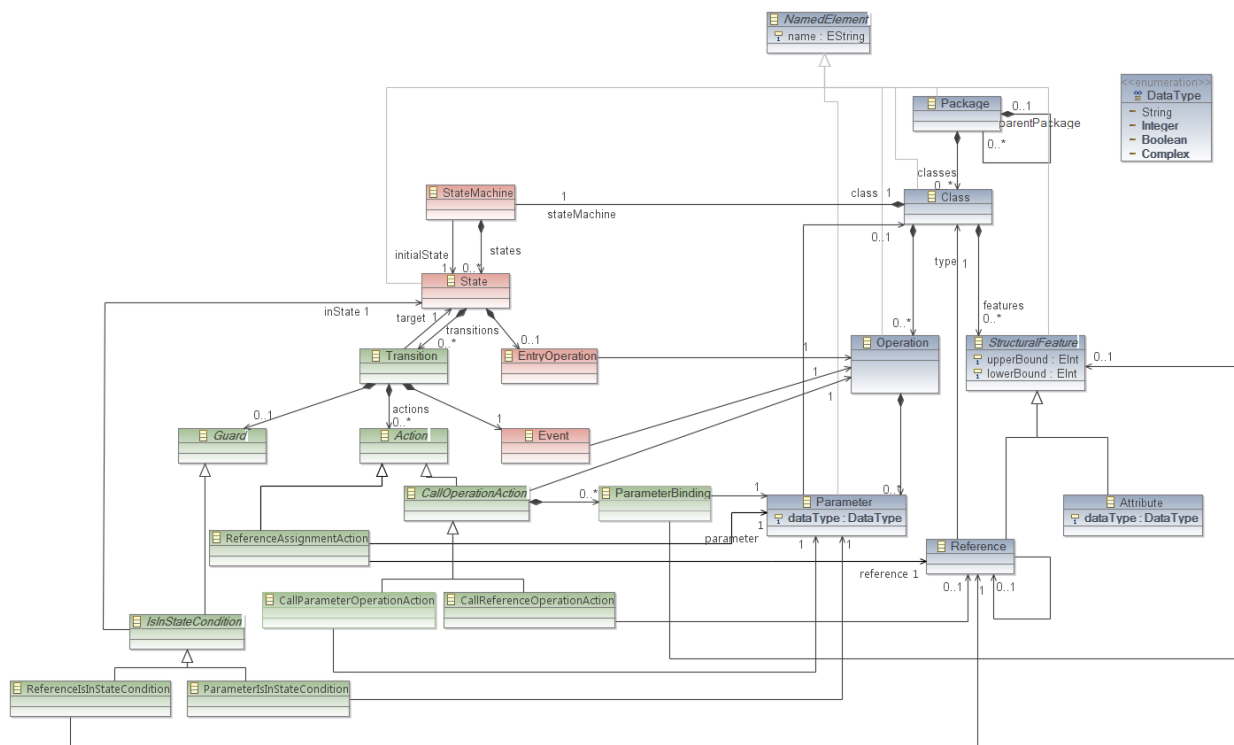 NamedElement
name : EString
<<enumeration>>
DataType
String
Integer
Boolean
Complex
Package
0..1
parentPackage
0..*
classes
0..*
StateMachine
1
stateMachine
class
1
Class
0..1
initialState
1
states
0..*
type
1
features
0..*
State
inState 1
target
1
transitions
0..*
0..1
0..*
Transition
EntryOperation
1
Operation
StructuralFeature
upperBound : EInt
lowerBound : EInt
0..1
1
1
0..1
actions
0..*
1
Guard
Action
Event
CallOperationAction
0..*
ParameterBinding
1
0..*
Parameter
dataType : DataType
Attribute
dataType : DataType
ReferenceAssignmentAction
parameter
1
1
1
Reference
reference 1
CallParameterOperationAction
CallReferenceOperationAction
0..1
1
0..1
IsInStateCondition
ReferenceIsInStateCondition
ParameterIsInStateCondition